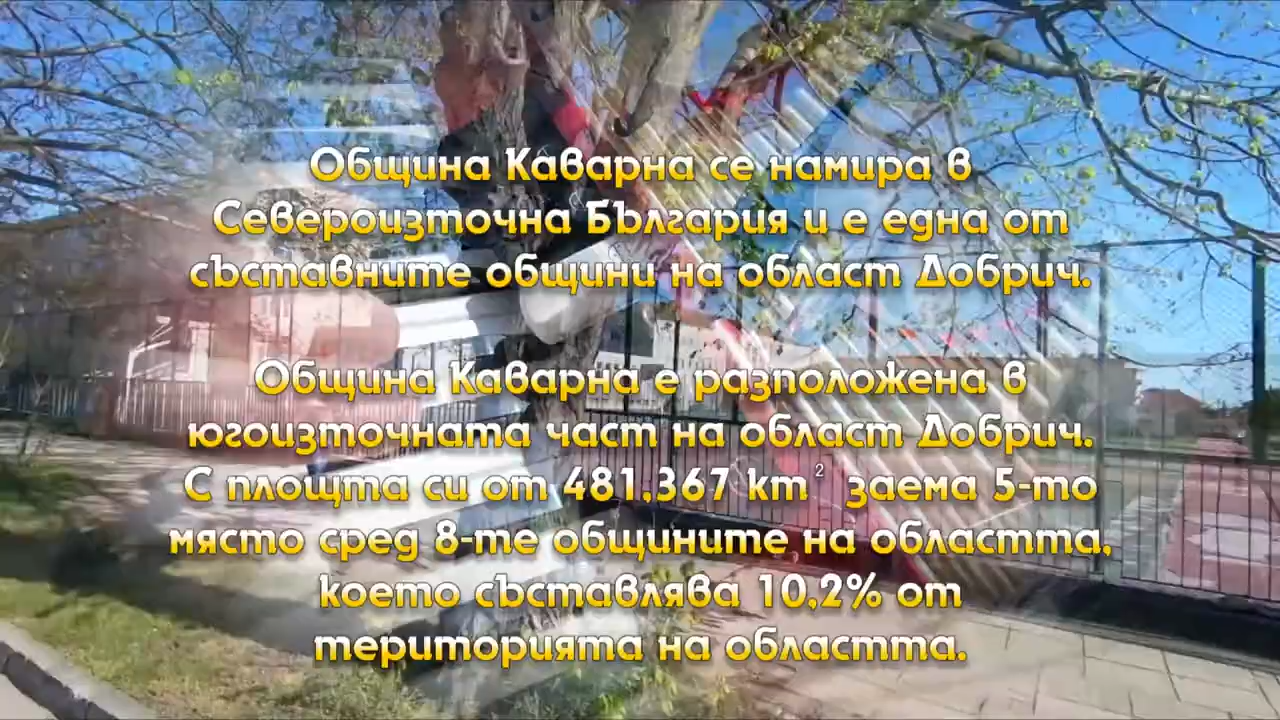 Община Каварна се намира в
Североизточна България и е една от
съставните общини на област Добрич.
Община Каварна е разположена в
югоизточната част на област Добрич.
С площта си от 481,367 km² заема 5-то
място сред 8-те общините на областта,
което съставлява 10,2% от
територията на областта.